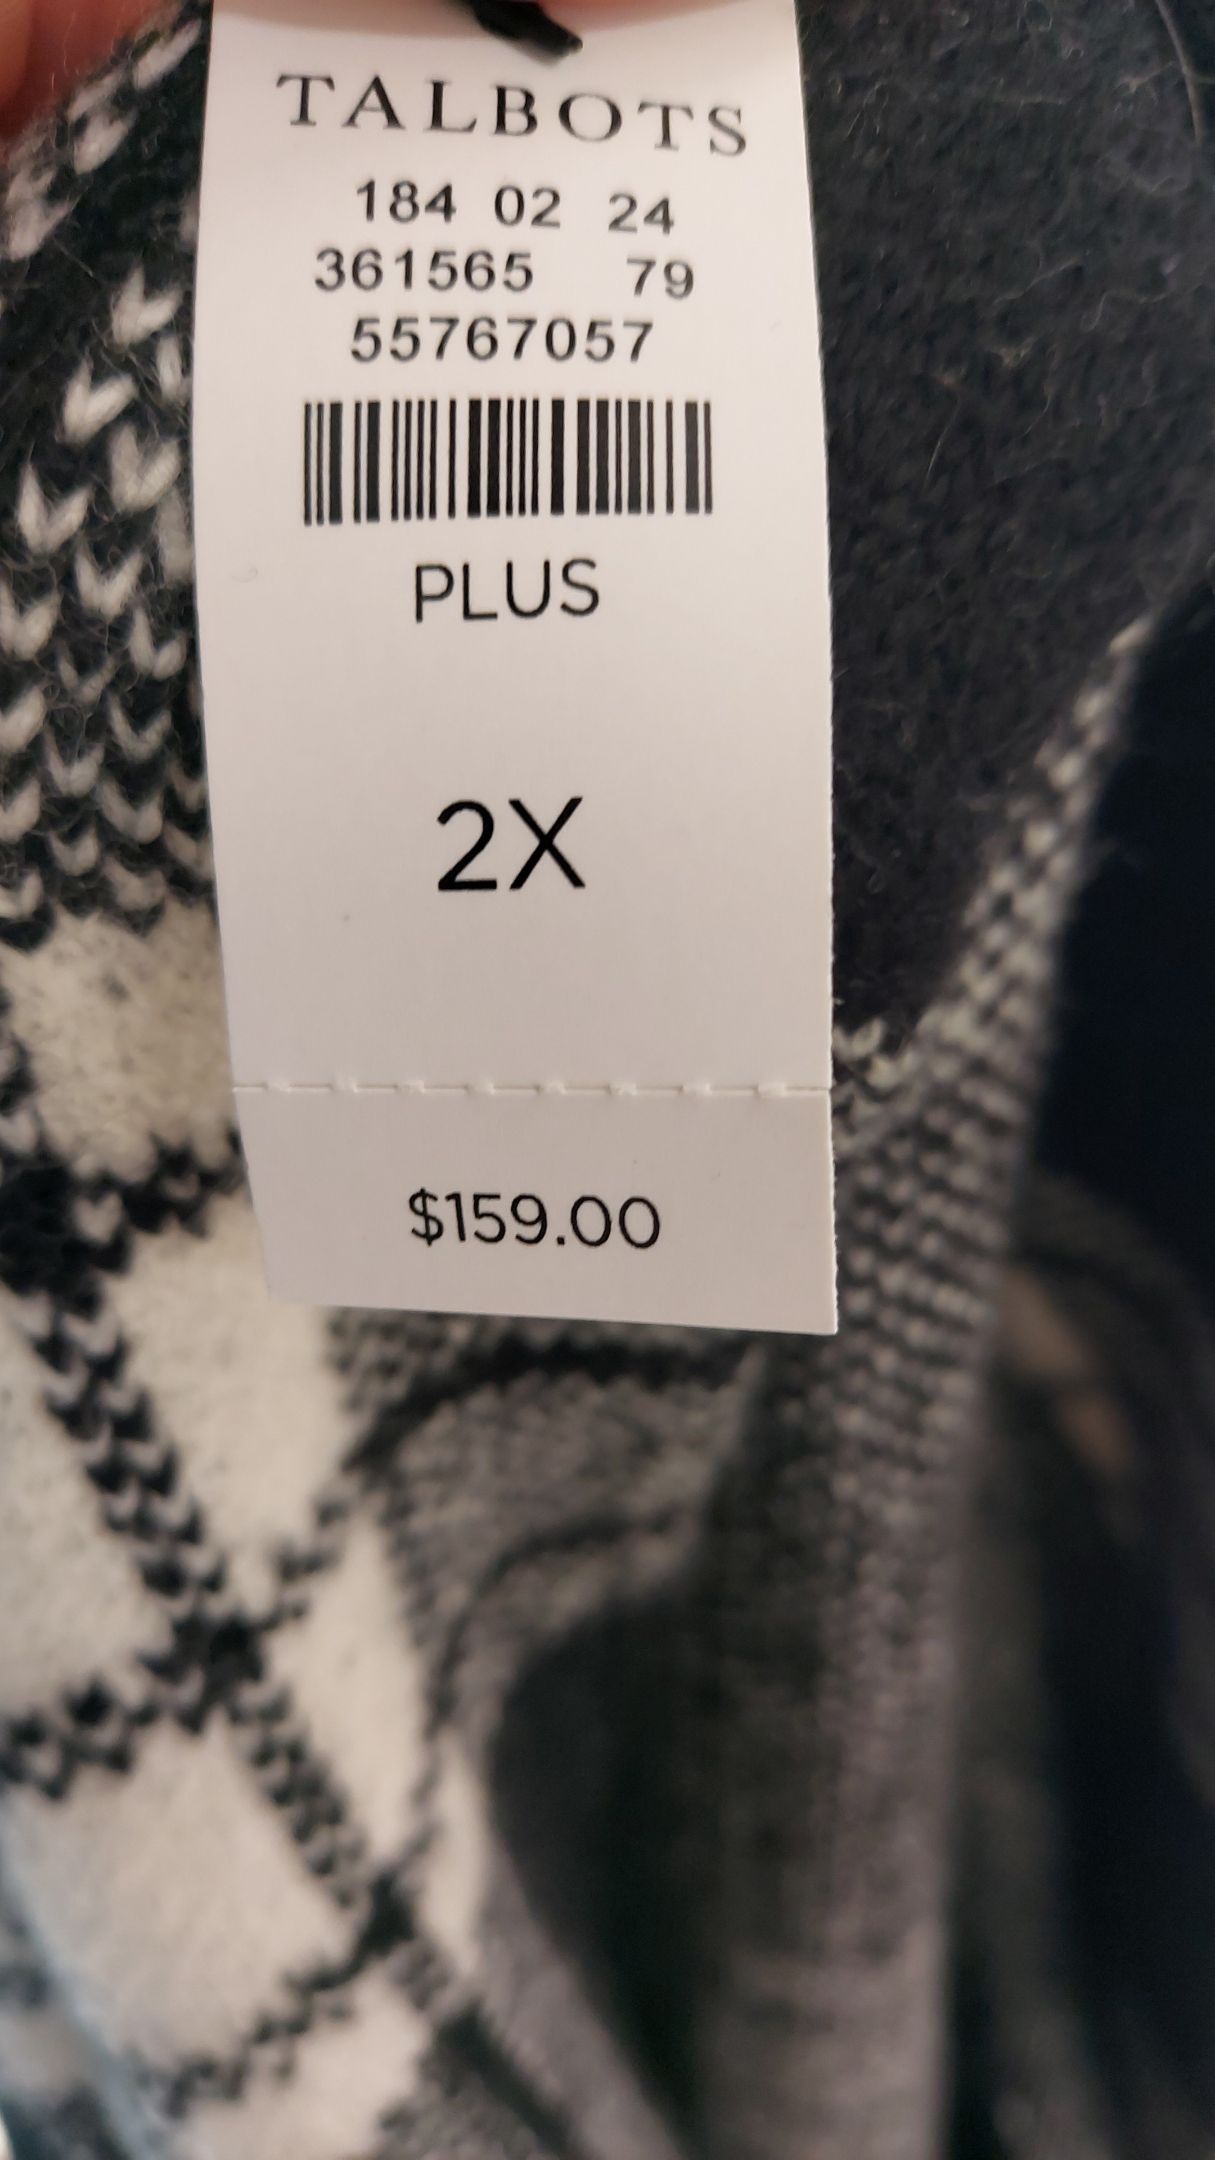 TALBOTS
184 02 24
361565 79
55767057
PLUS
2X
$159.00